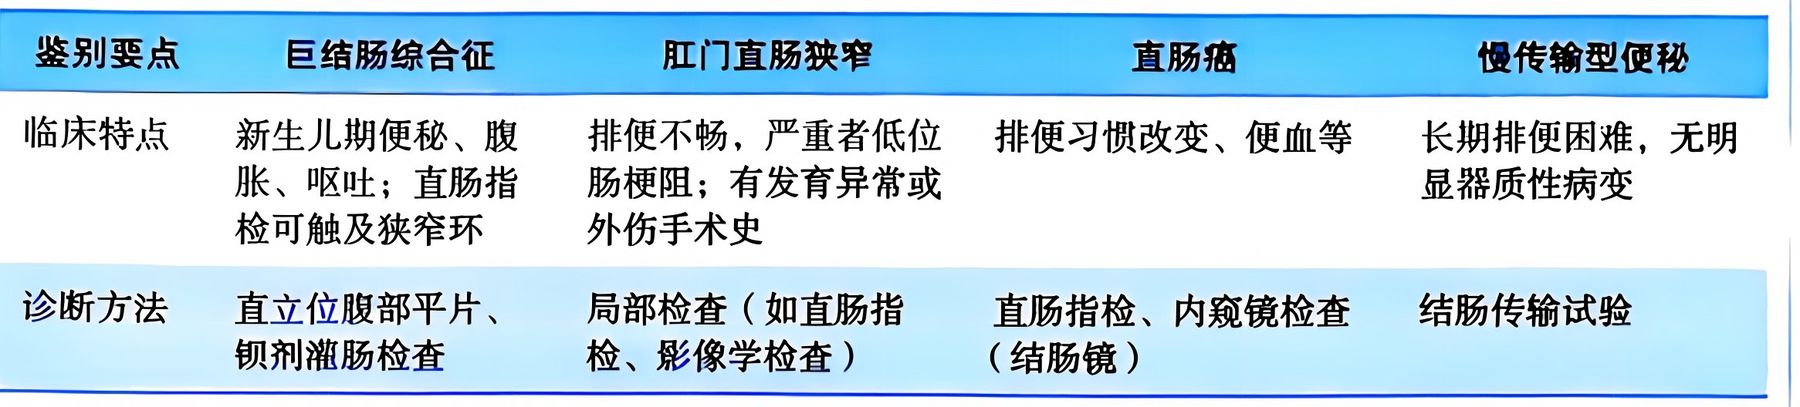 鉴别要点 巨结肠综合征 肛门直肠狭窄 直肠癌 慢传输型便秘
临床特点 新生儿期便秘、腹 排便不畅，严重者低位 排便习惯改变、便血等 长期排便困难，无明
胀、呕吐；直肠指 肠梗阻；有发育异常或 显器质性病变
检可触及狭窄环 外伤手术史
诊断方法 直立位腹部平片、 局部检查（如直肠指 直肠指检、内窥镜检查 结肠传输试验
钡剂灌肠检查 检、影像学检查） （结肠镜）